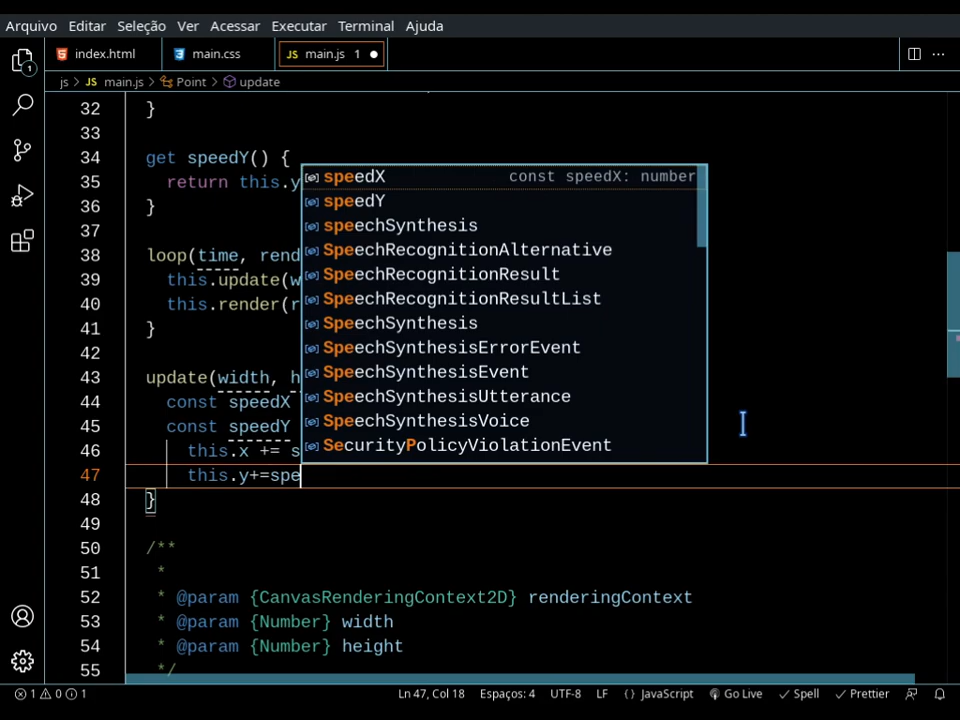 Arquivo Editar Seleção Ver Acessar Executar Terminal Ajuda
index.html main.css JS main.js 1
js > JS main.js > Point > update
32 }
33
34 get speedY() {
35 return this.y
36 }
37
38 loop(time, rend
39 this.update(w
40 this.render(r
41 }
42
43 update(width, h
44 const speedX
45 const speedY
46 this.x += s
47 this.y+=spe
48 }
49
50 /**
51 *
52 * @param {CanvasRenderingContext2D} renderingContext
53 * @param {Number} width
54 * @param {Number} height
55 */
speedX const speedX: number
speedY
speechSynthesis
SpeechRecognitionAlternative
SpeechRecognitionResult
SpeechRecognitionResultList
SpeechSynthesis
SpeechSynthesisErrorEvent
SpeechSynthesisEvent
SpeechSynthesisUtterance
SpeechSynthesisVoice
SecurityPolicyViolationEvent
1
1 0 1 Ln 47, Col 18 Espaços: 4 UTF-8 LF {} JavaScript Go Live Spell Prettier